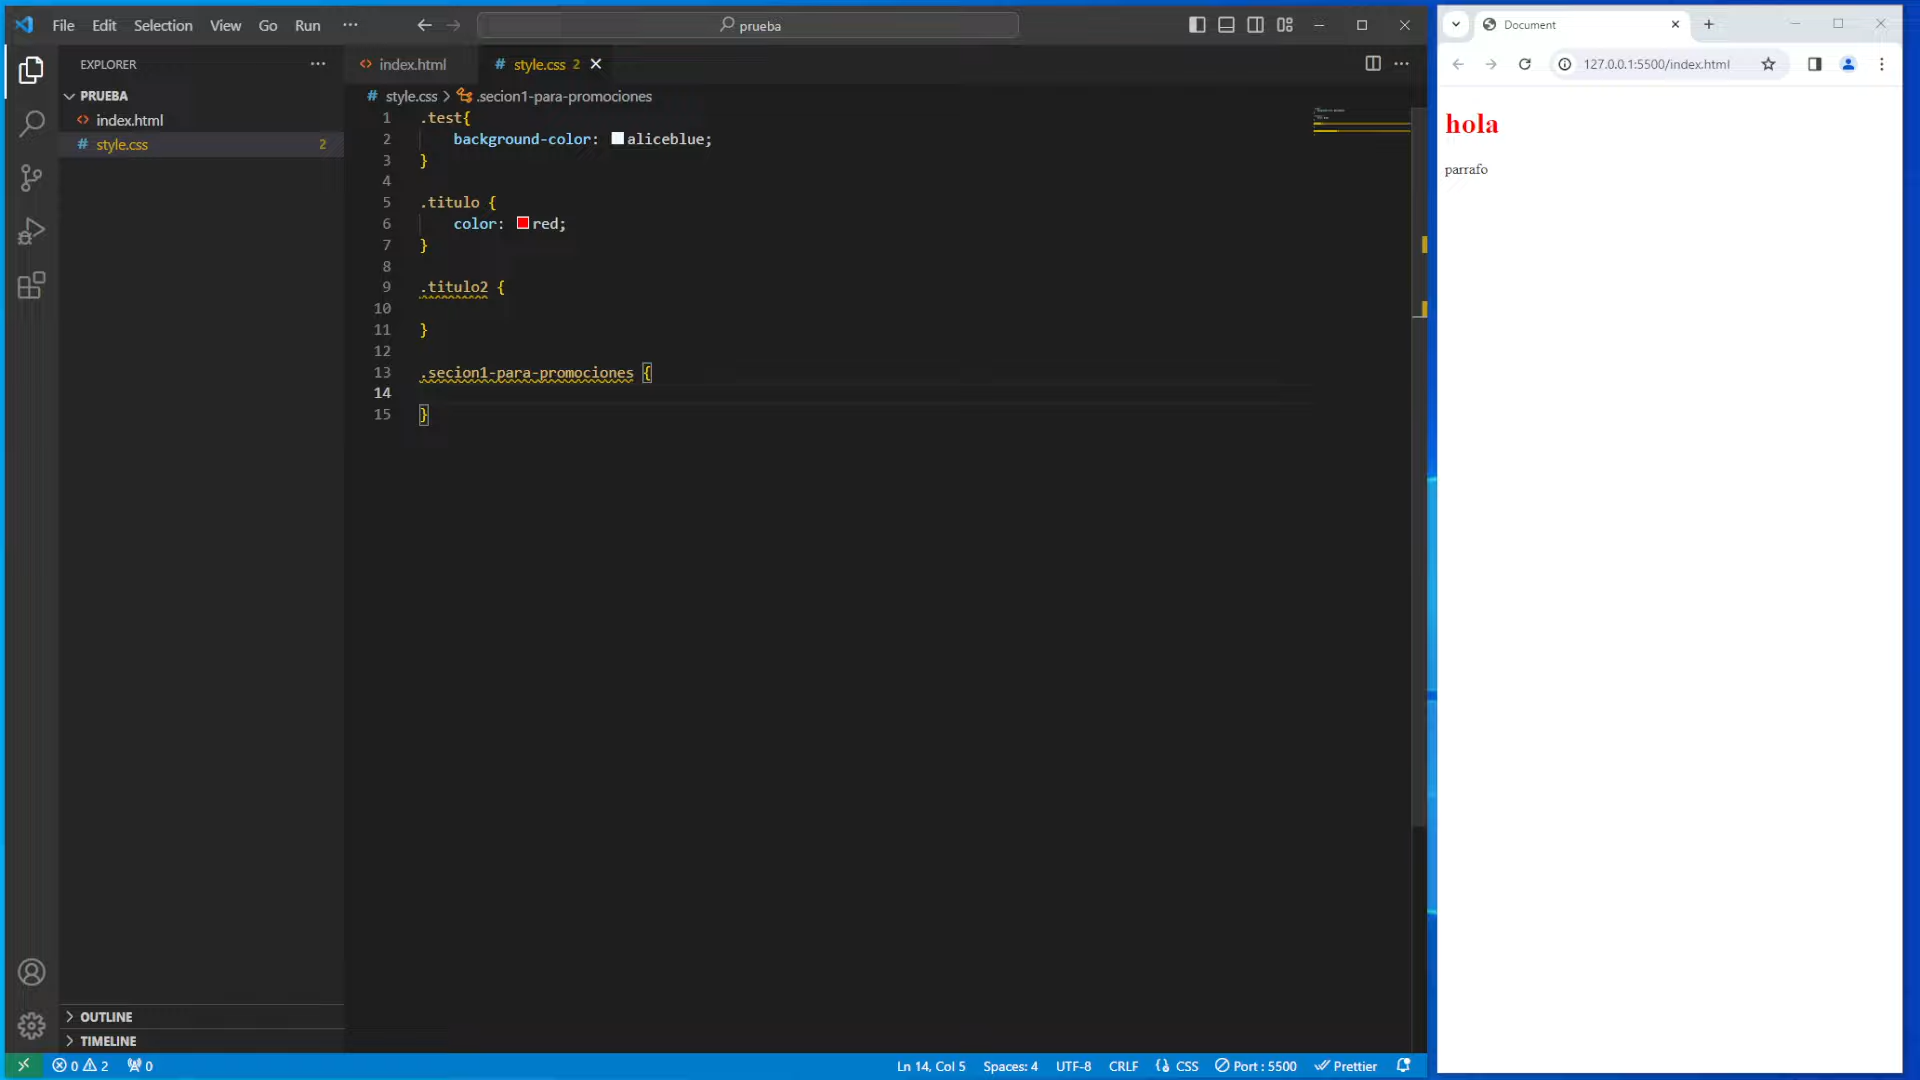 File Edit Selection View Go Run ··· prueba
EXPLORER ···
PRUEBA
<> index.html
# style.css 2
OUTLINE
TIMELINE
<> index.html # style.css 2
# style.css > .secion1-para-promociones
1 .test{
2 background-color: aliceblue;
3 }
4
5 .titulo {
6 color: red;
7 }
8
9 .titulo2 {
10
11 }
12
13 .secion1-para-promociones {
14
15 }
0 2 0 Ln 14, Col 5 Spaces: 4 UTF-8 CRLF CSS Port : 5500 Prettier
Document
127.0.0.1:5500/index.html
hola
parrafo